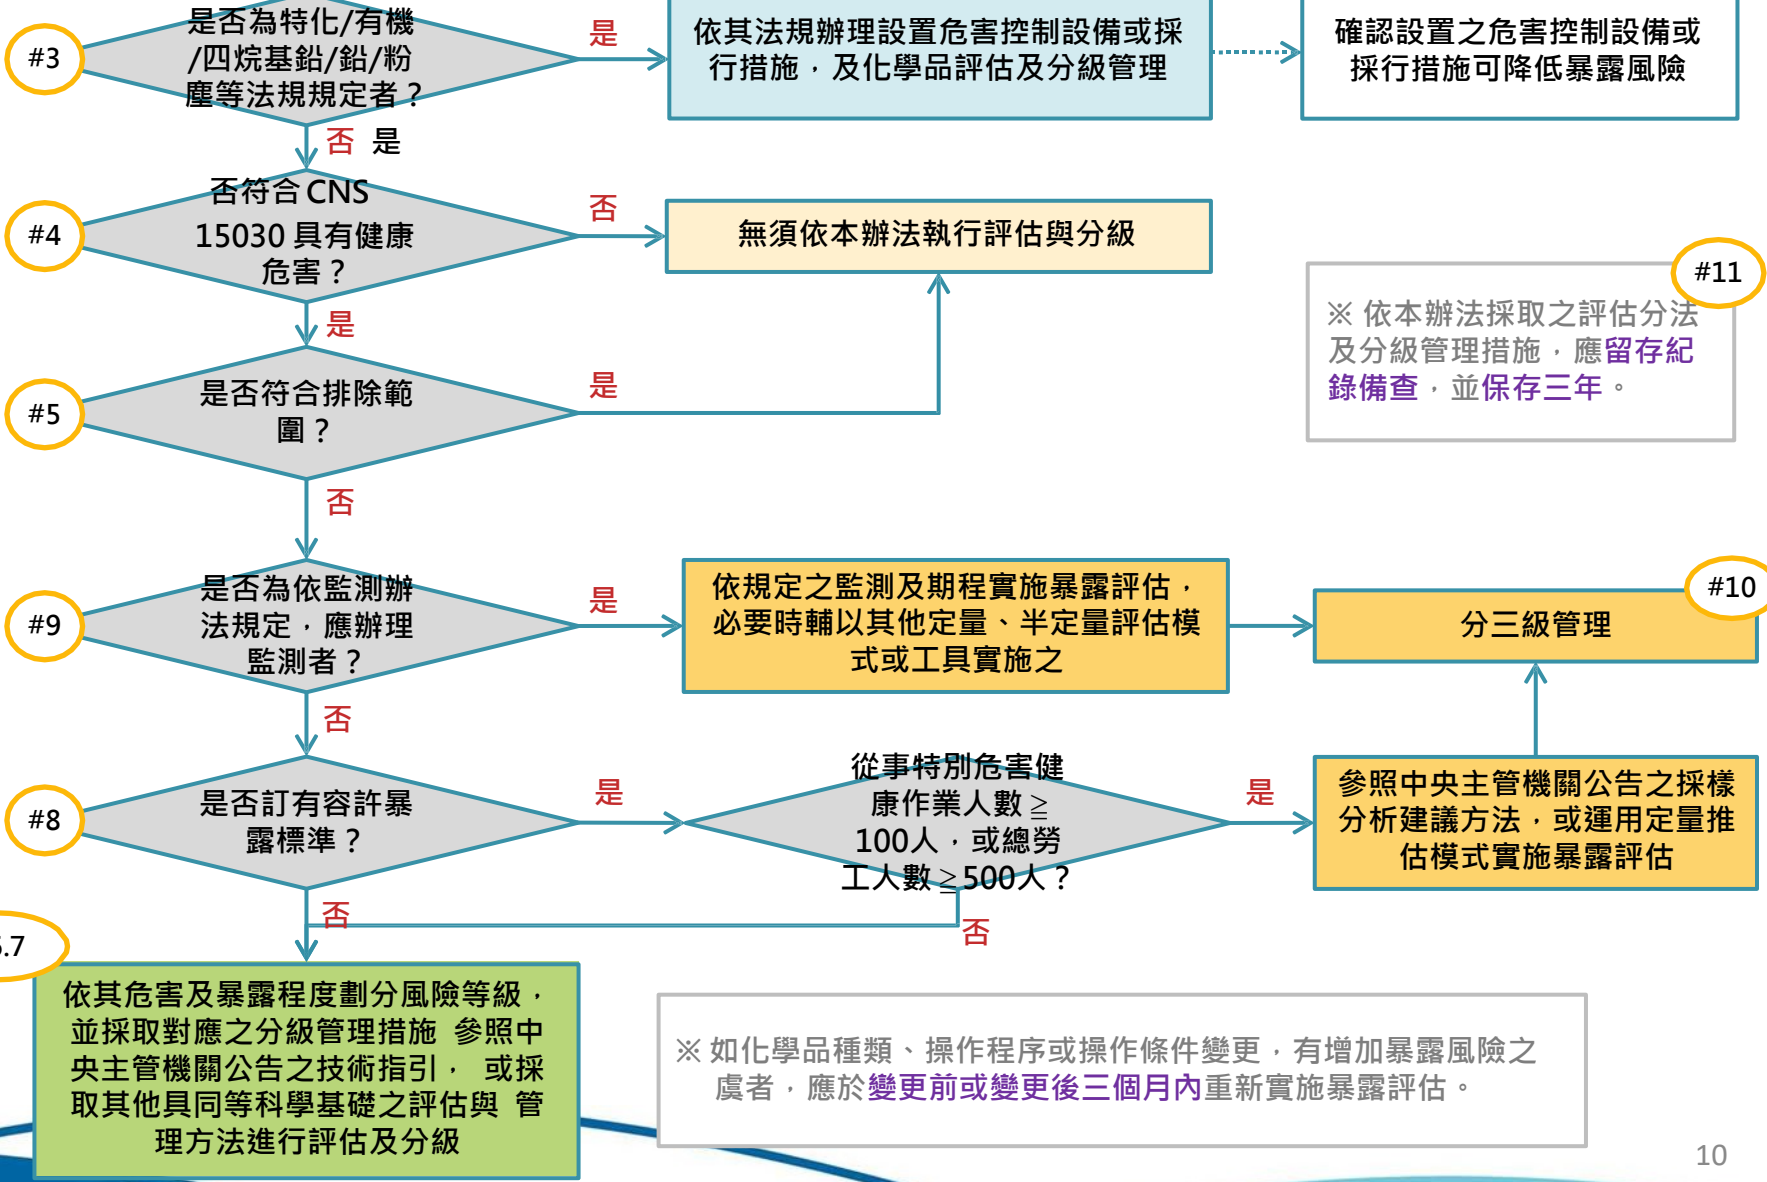 #3
是否為特化/有機
/四烷基鉛/鉛/粉
塵等法規規定者？
是
依其法規辦理設置危害控制設備或採
行措施，及化學品評估及分級管理
確認設置之危害控制設備或
採行措施可降低暴露風險
否 是
#4
否符合 CNS
15030 具有健康
危害？
否
無須依本辦法執行評估與分級
是
#11
※ 依本辦法採取之評估分法
及分級管理措施，應留存紀
錄備查，並保存三年。
#5
是否符合排除範
圍？
是
否
#9
是否為依監測辦
法規定，應辦理
監測者？
是
依規定之監測及期程實施暴露評估，
必要時輔以其他定量、半定量評估模
式或工具實施之
#10
分三級管理
否
#8
是否訂有容許暴
露標準？
是
從事特別危害健
康作業人數≧
100人，或總勞
工人數≧500人？
是
參照中央主管機關公告之採樣
分析建議方法，或運用定量推
估模式實施暴露評估
否
否
.7
依其危害及暴露程度劃分風險等級，
並採取對應之分級管理措施 參照中
央主管機關公告之技術指引， 或採
取其他具同等科學基礎之評估與 管
理方法進行評估及分級
※ 如化學品種類、操作程序或操作條件變更，有增加暴露風險之
虞者，應於變更前或變更後三個月內重新實施暴露評估。
10